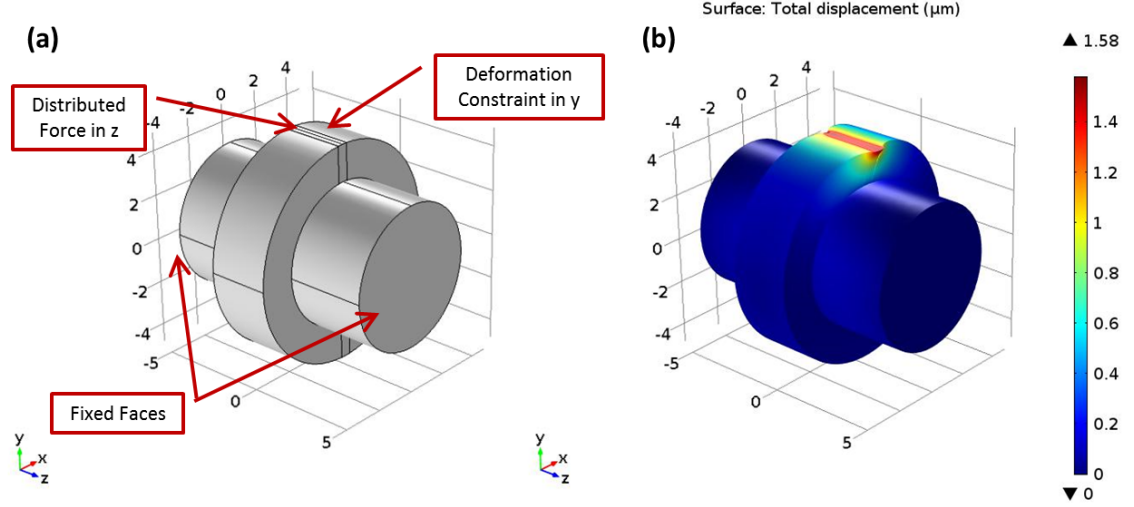 Surface: Total displacement (µm)
(a)
(b)
Distributed
Force in z
Deformation
Constraint in y
Fixed Faces
4
2
0
-2
-4
4
2
0
-2
-4
-5
0
5
y
x
z
4
2
0
-2
-4
4
2
0
-2
-4
-5
0
5
y
x
z
1.58
1.4
1.2
1
0.8
0.6
0.4
0.2
0
0